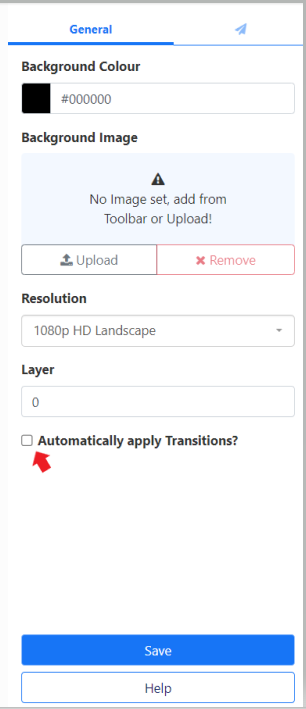 General
Background Colour
#000000
Background Image
No Image set, add from
Toolbar or Upload!
Upload
Remove
Resolution
1080p HD Landscape
Layer
0
Automatically apply Transitions?
Save
Help